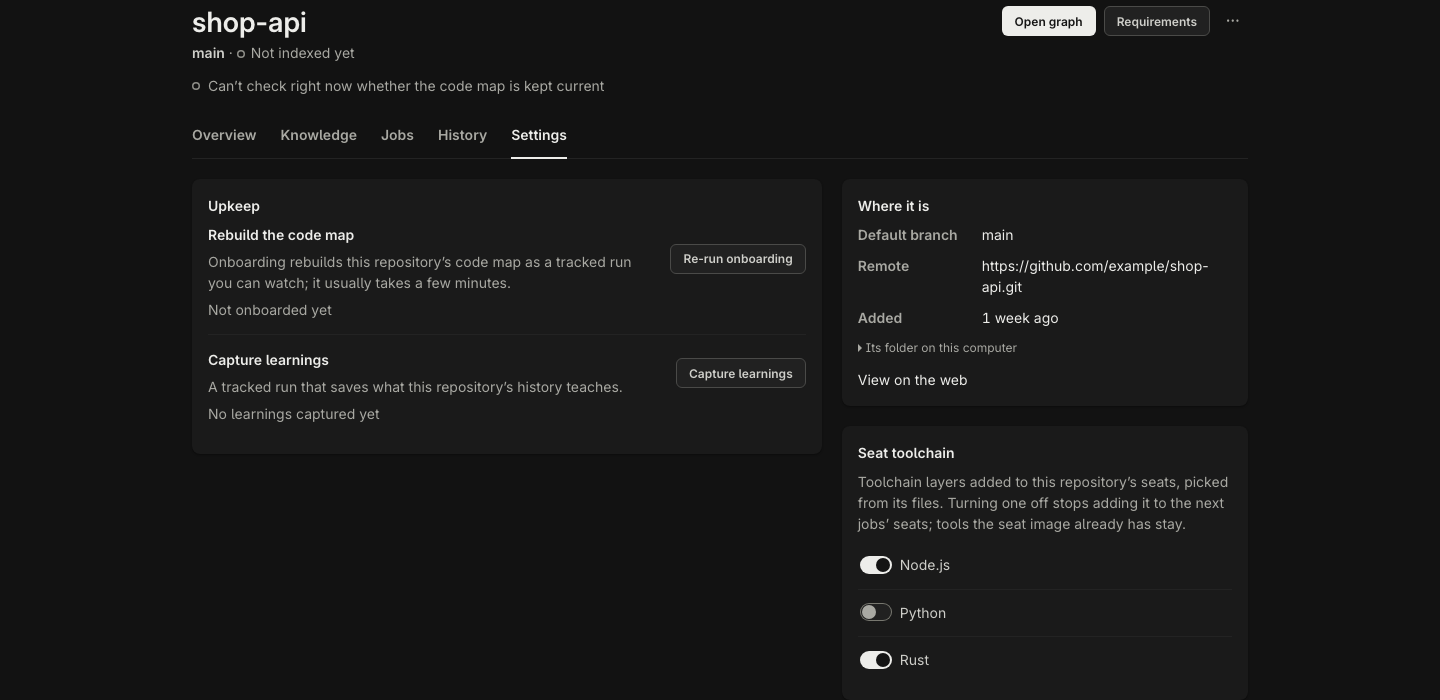 shop-api
Open graph
Requirements
···
main · Not indexed yet
Can’t check right now whether the code map is kept current
Overview
Knowledge
Jobs
History
Settings
Upkeep
Rebuild the code map
Onboarding rebuilds this repository’s code map as a tracked run
you can watch; it usually takes a few minutes.
Not onboarded yet
Re-run onboarding
Capture learnings
A tracked run that saves what this repository’s history teaches.
No learnings captured yet
Capture learnings
Where it is
Default branch main
Remote https://github.com/example/shop-
api.git
Added 1 week ago
Its folder on this computer
View on the web
Seat toolchain
Toolchain layers added to this repository’s seats, picked
from its files. Turning one off stops adding it to the next
jobs’ seats; tools the seat image already has stay.
Node.js
Python
Rust